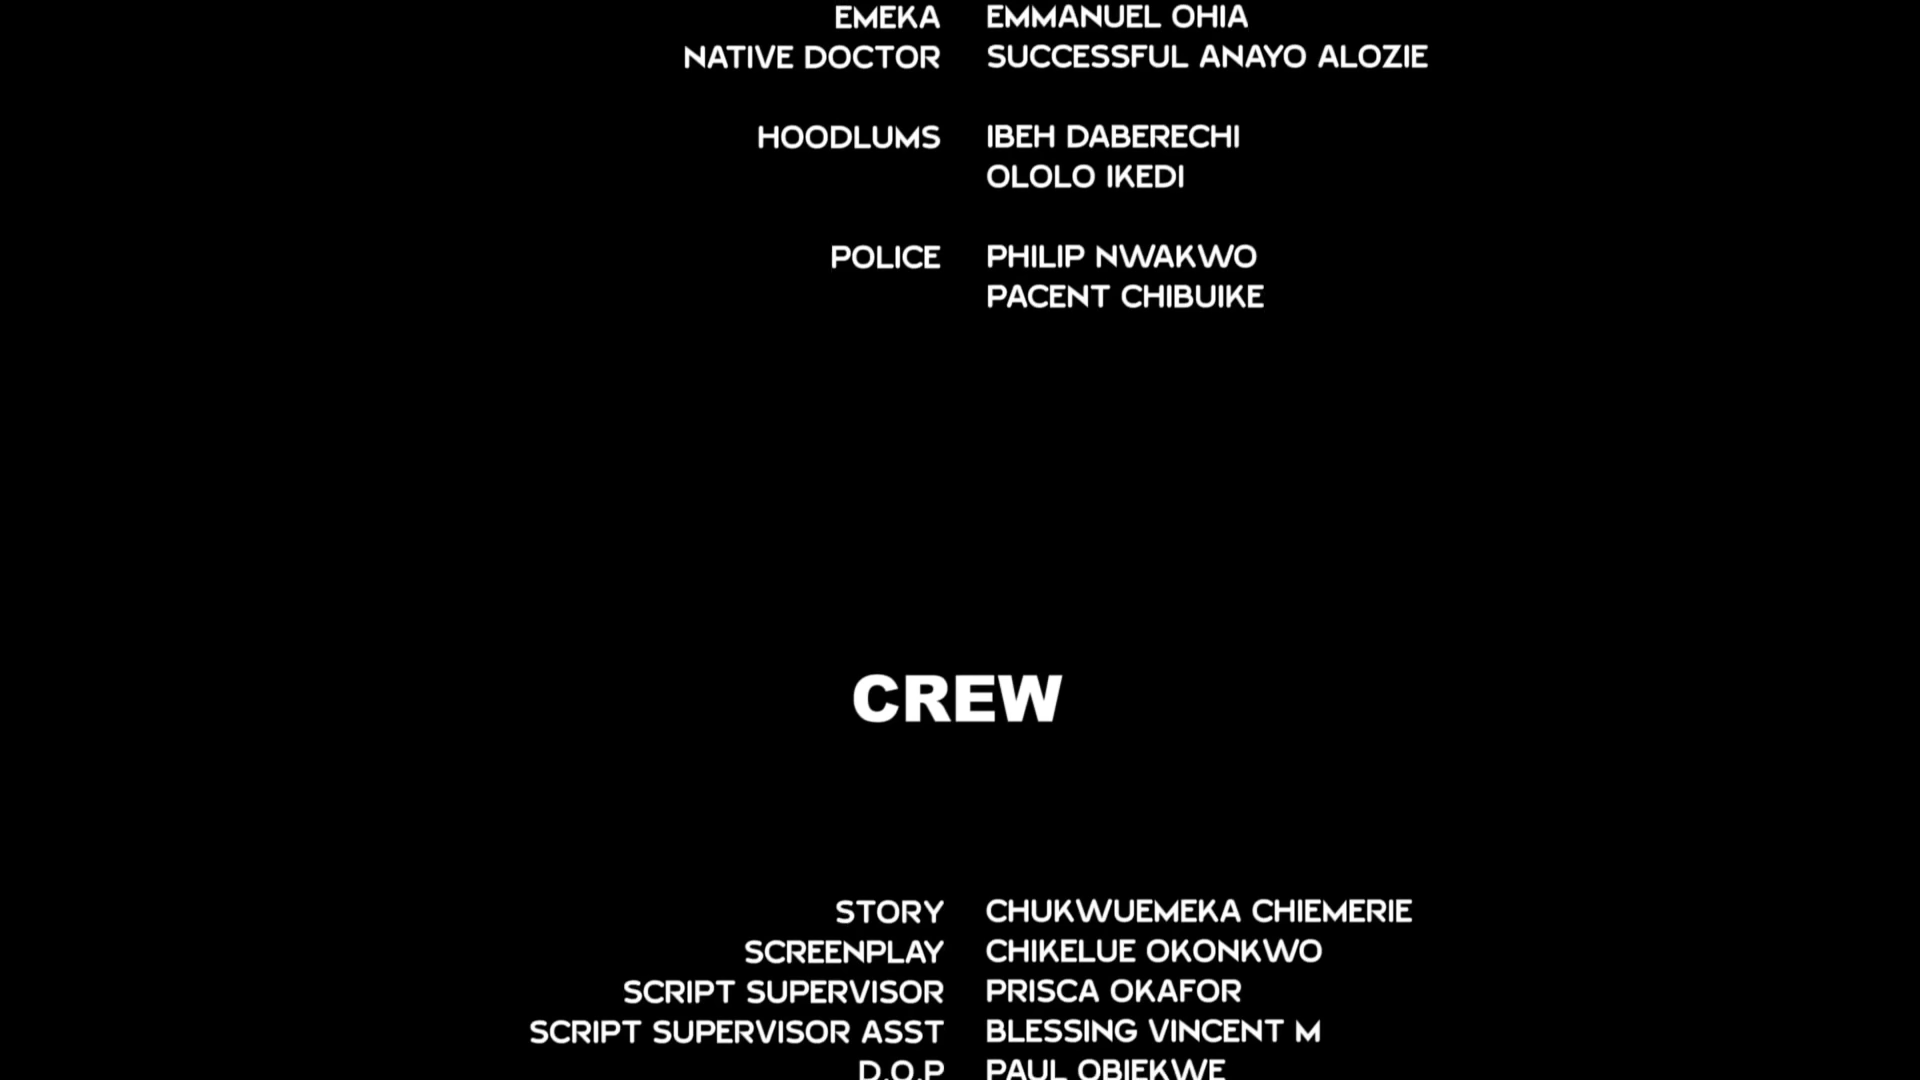 EMEKA EMMANUEL OHIA
NATIVE DOCTOR SUCCESSFUL ANAYO ALOZIE
HOODLUMS IBEH DABERECHI
OLOLO IKEDI
POLICE PHILIP NWAKWO
PACENT CHIBUIKE
CREW
STORY CHUKWUEMEKA CHIEMERIE
SCREENPLAY CHIKELUE OKONKWO
SCRIPT SUPERVISOR PRISCA OKAFOR
SCRIPT SUPERVISOR ASST BLESSING VINCENT M
D.O.P PAUL OBIEKWE